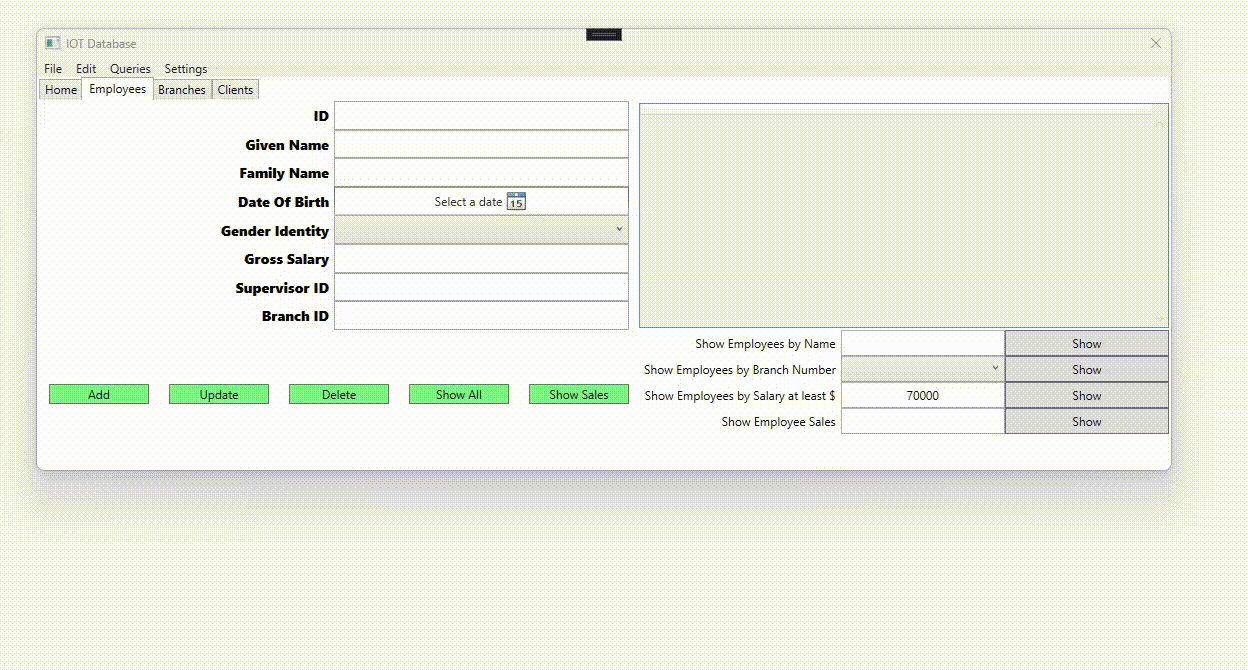 IOT Database
File Edit Queries Settings
Home Employees Branches Clients
ID
Given Name
Family Name
Date Of Birth Select a date 15
Gender Identity
Gross Salary
Supervisor ID
Branch ID
Show Employees by Name Show
Show Employees by Branch Number Show
Show Employees by Salary at least $ 70000 Show
Show Employee Sales Show
Add Update Delete Show All Show Sales